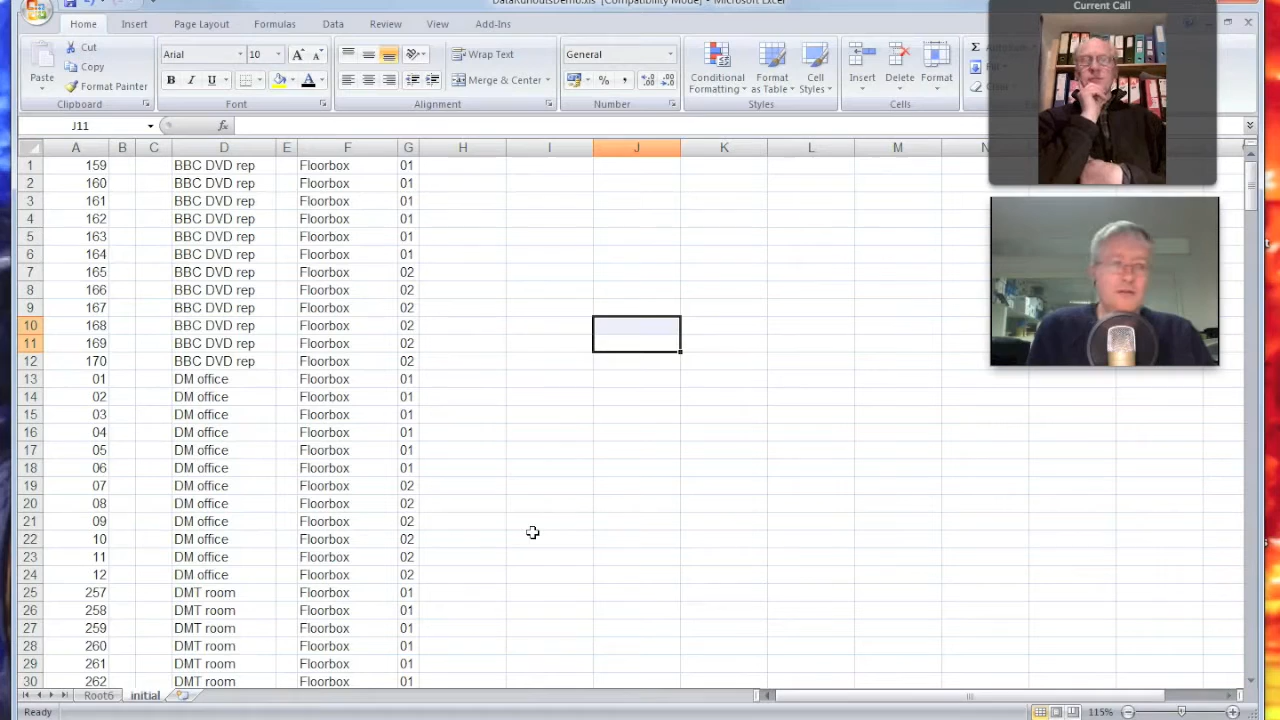 DataRunoutsDemo.xls [Compatibility Mode] - Microsoft Excel
Current Call
Home Insert Page Layout Formulas Data Review View Add-Ins
Paste Cut Copy Format Painter Clipboard
Arial 10 A A B I U A Font
Wrap Text Merge & Center Alignment
General % , Number
Conditional Formatting Format as Table Cell Styles Styles
Insert Delete Format Cells
J11 fx
A B C D E F G H I J K L M N
1 159 BBC DVD rep Floorbox 01
2 160 BBC DVD rep Floorbox 01
3 161 BBC DVD rep Floorbox 01
4 162 BBC DVD rep Floorbox 01
5 163 BBC DVD rep Floorbox 01
6 164 BBC DVD rep Floorbox 01
7 165 BBC DVD rep Floorbox 02
8 166 BBC DVD rep Floorbox 02
9 167 BBC DVD rep Floorbox 02
10 168 BBC DVD rep Floorbox 02
11 169 BBC DVD rep Floorbox 02
12 170 BBC DVD rep Floorbox 02
13 01 DM office Floorbox 01
14 02 DM office Floorbox 01
15 03 DM office Floorbox 01
16 04 DM office Floorbox 01
17 05 DM office Floorbox 01
18 06 DM office Floorbox 01
19 07 DM office Floorbox 02
20 08 DM office Floorbox 02
21 09 DM office Floorbox 02
22 10 DM office Floorbox 02
23 11 DM office Floorbox 02
24 12 DM office Floorbox 02
25 257 DMT room Floorbox 01
26 258 DMT room Floorbox 01
27 259 DMT room Floorbox 01
28 260 DMT room Floorbox 01
29 261 DMT room Floorbox 01
30 262 DMT room Floorbox 01
Root6 initial
Ready 115%